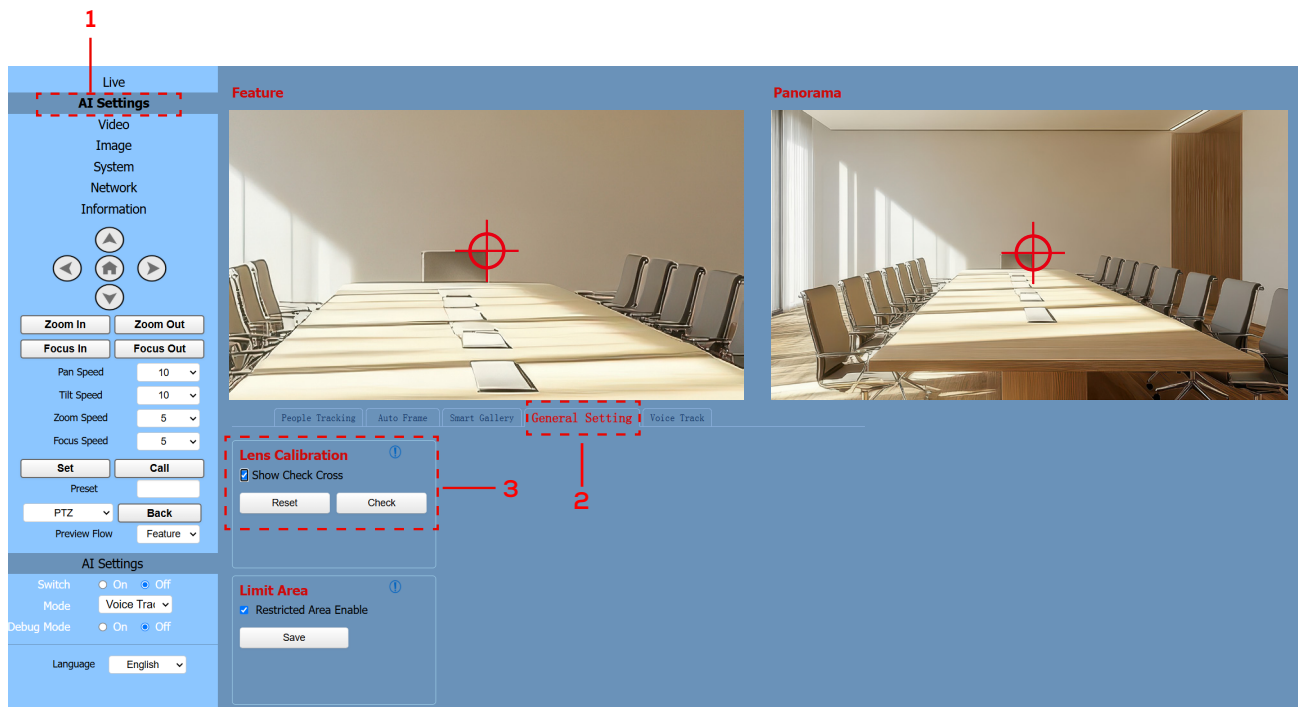 1
Live
AI Settings
Video
Image
System
Network
Information
Zoom In Zoom Out
Focus In Focus Out
Pan Speed 10
Tilt Speed 10
Zoom Speed 5
Focus Speed 5
Set Call
Preset
PTZ Back
Preview Flow Feature
AI Settings
Switch On Off
Mode Voice Trac
Debug Mode On Off
Language English
Feature Panorama
People Tracking Auto Frame Smart Gallery General Setting Voice Track
2
Lens Calibration
Show Check Cross
Reset Check
3
Limit Area
Restricted Area Enable
Save